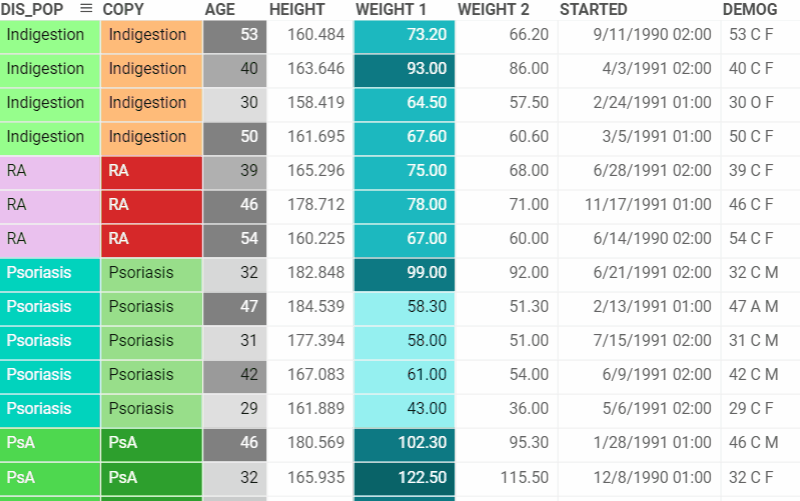 DIS_POP COPY AGE HEIGHT WEIGHT 1 WEIGHT 2 STARTED DEMOG
Indigestion Indigestion 53 160.484 73.20 66.20 9/11/1990 02:00 53 C F
Indigestion Indigestion 40 163.646 93.00 86.00 4/3/1991 02:00 40 C F
Indigestion Indigestion 30 158.419 64.50 57.50 2/24/1991 01:00 30 O F
Indigestion Indigestion 50 161.695 67.60 60.60 3/5/1991 01:00 50 C F
RA RA 39 165.296 75.00 68.00 6/28/1991 02:00 39 C F
RA RA 46 178.712 78.00 71.00 11/17/1991 01:00 46 C F
RA RA 54 160.225 67.00 60.00 6/14/1990 02:00 54 C F
Psoriasis Psoriasis 32 182.848 99.00 92.00 6/21/1991 02:00 32 C M
Psoriasis Psoriasis 47 184.539 58.30 51.30 2/13/1991 01:00 47 A M
Psoriasis Psoriasis 31 177.394 58.00 51.00 7/15/1991 02:00 31 C M
Psoriasis Psoriasis 42 167.083 61.00 54.00 6/9/1991 02:00 42 C M
Psoriasis Psoriasis 29 161.889 43.00 36.00 5/6/1991 02:00 29 C F
PsA PsA 46 180.569 102.30 95.30 1/28/1991 01:00 46 C M
PsA PsA 32 165.935 122.50 115.50 12/8/1990 01:00 32 C F